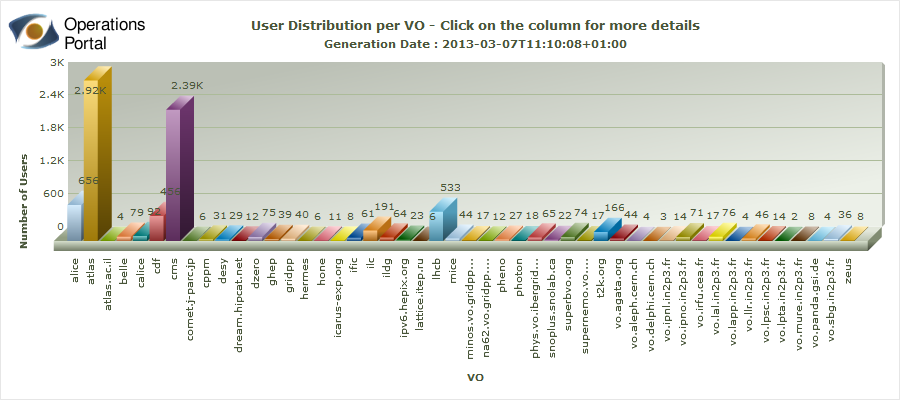 Operations
Portal
User Distribution per VO - Click on the column for more details
Generation Date : 2013-03-07T11:10:08+01:00
3K
2.4K
1.8K
1.2K
600
0
Number of Users
656 2.92K 4 79 95 456 2.39K 6 31 29 12 75 39 40 6 11 8 61 191 64 23 6 533 44 17 12 27 18 65 22 74 17 166 44 4 3 14 71 17 76 4 46 14 2 8 4 36 8
alice
atlas
atlas.ac.il
belle
calice
cdf
cms
comet.j-parc.jp
cppm
desy
dream.hipcat.net
dzero
ghep
gridpp
hermes
hone
icarus-exp.org
ific
ilc
ildg
ipv6.hepix.org
lattice.itep.ru
lhcb
mice
minos.vo.gridpp....
na62.vo.gridpp....
pheno
photon
phys.vo.ibergrid....
snoplus.snolab.ca
superbvo.org
supernemo.vo....
t2k.org
vo.agata.org
vo.aleph.cern.ch
vo.delphi.cern.ch
vo.ipnl.in2p3.fr
vo.ipno.in2p3.fr
vo.irfu.cea.fr
vo.lal.in2p3.fr
vo.lapp.in2p3.fr
vo.llr.in2p3.fr
vo.lpsc.in2p3.fr
vo.lpta.in2p3.fr
vo.mure.in2p3.fr
vo.panda.gsi.de
vo.sbg.in2p3.fr
zeus
VO